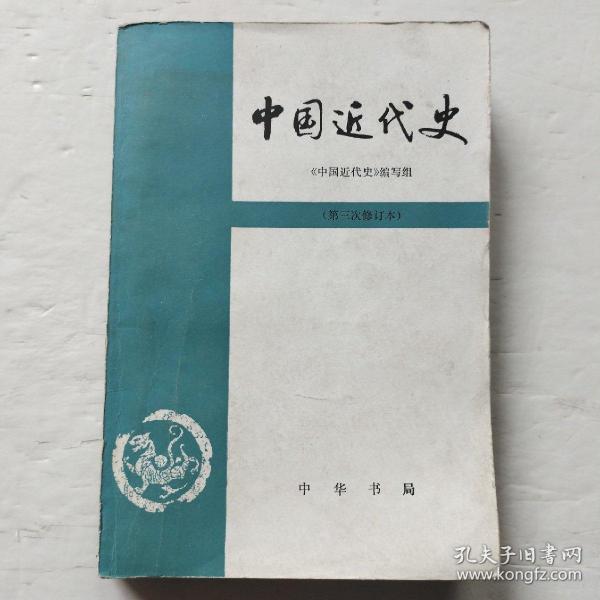 中国近代史
《中国近代史》编写组
(第三次修订本)
中华书局
孔夫子旧书网
www.kongfz.com